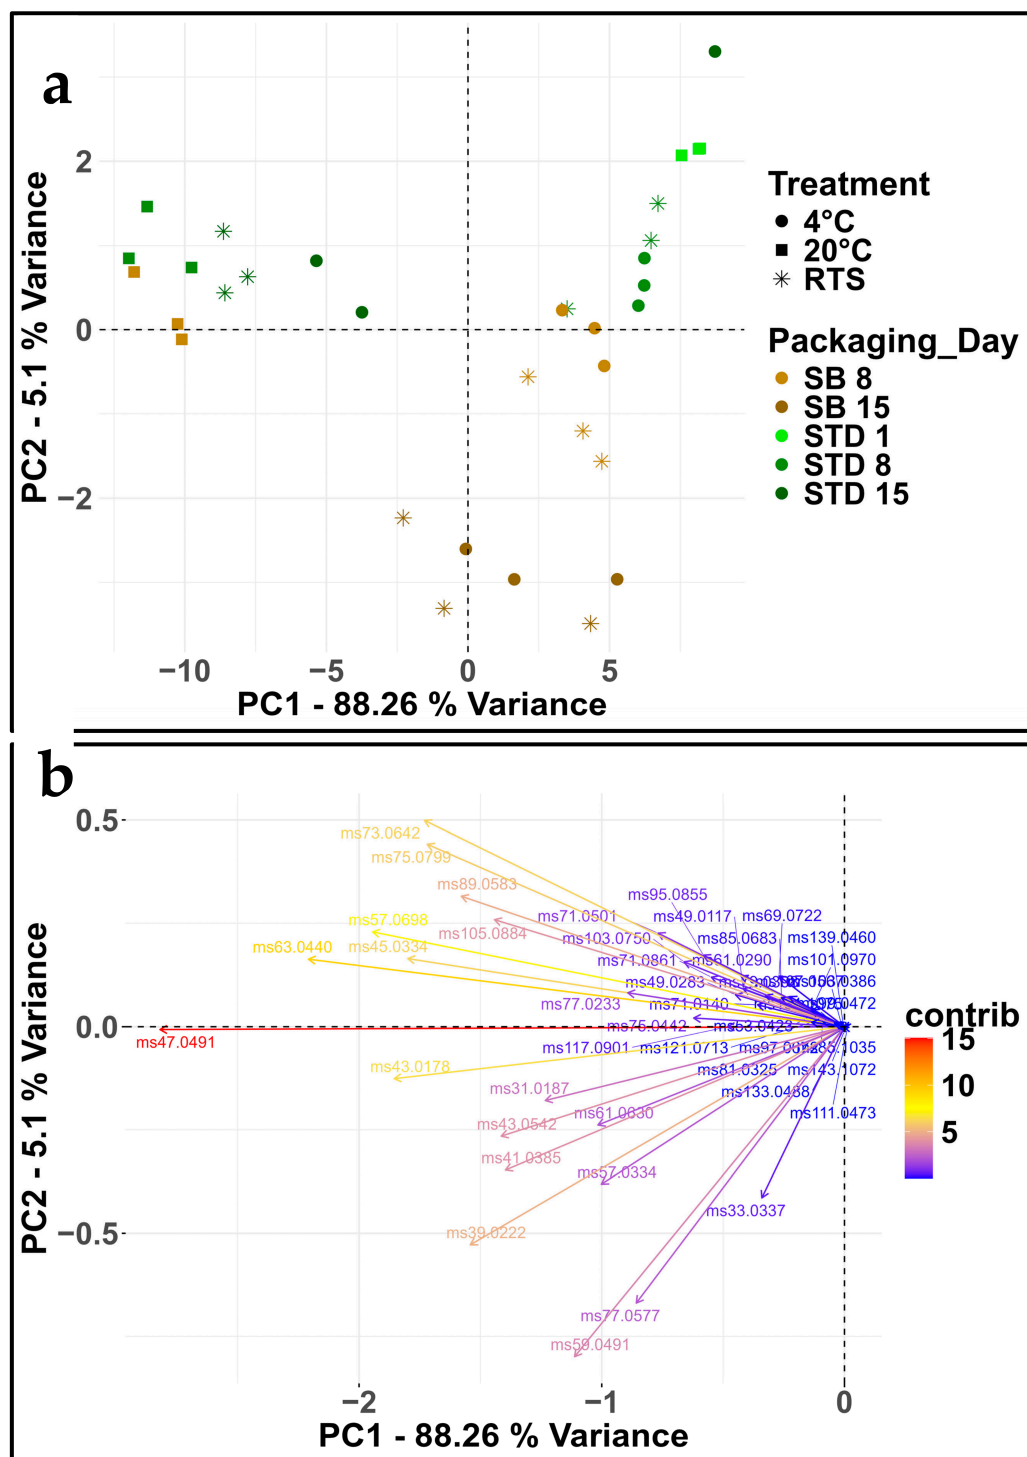 a
PC2 - 5.1 % Variance
2
0
−2
−10
−5
0
5
PC1 - 88.26 % Variance
Treatment
4°C
20°C
RTS
Packaging_Day
SB 8
SB 15
STD 1
STD 8
STD 15
b
PC2 - 5.1 % Variance
0.5
0.0
−0.5
ms73.0642
ms75.0799
ms89.0583
ms95.0855
ms57.0698
ms71.0501
ms49.0117
ms69.0722
ms105.0884
ms63.0440
ms45.0334
ms103.0750
ms85.0683
ms139.0460
ms71.0861
ms61.0290
ms101.0970
ms49.0283
ms77.0233
ms71.0140
ms47.0491
ms75.0442
ms53.0423
ms43.0178
ms117.0901
ms121.0713
ms31.0187
ms81.0325
ms143.1072
ms43.0542
ms61.0630
ms133.0438
ms111.0473
ms41.0385
ms57.0334
ms39.0222
ms33.0337
ms77.0577
ms59.0491
−2
−1
0
PC1 - 88.26 % Variance
contrib
15
10
5